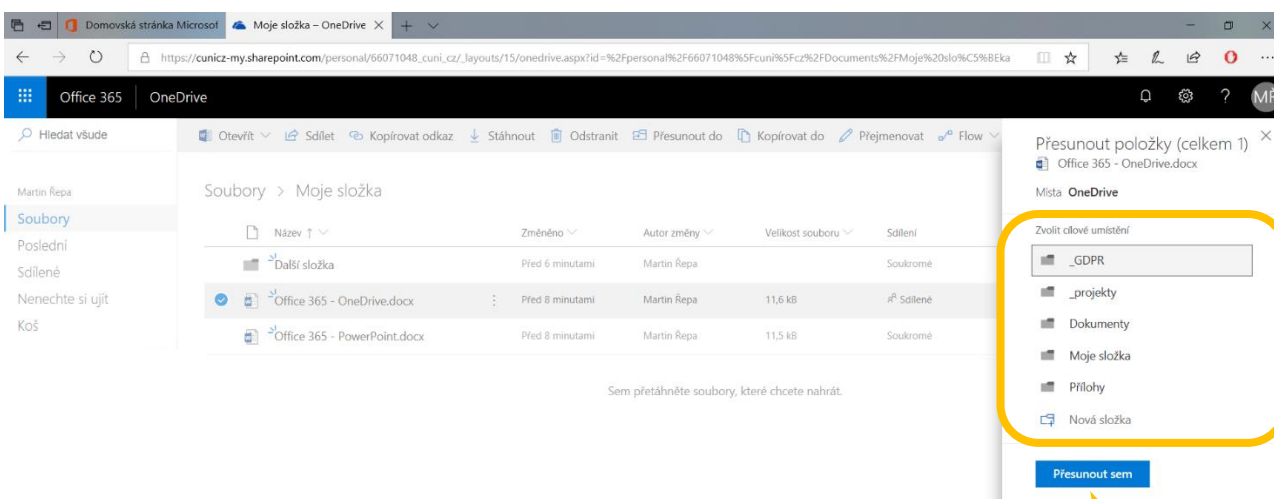 Domovská stránka Microsof
Moje složka – OneDrive
https://cunicz-my.sharepoint.com/personal/66071048_cuni_cz/_layouts/15/onedrive.aspx?id=%2Fpersonal%2F66071048%5Fcuni%5Fcz%2FDocuments%2FMoje%20slo%C5%BEka
Office 365 OneDrive
? MŘ
Hledat všude
Otevřít Sdílet Kopírovat odkaz Stáhnout Odstranit Přesunout do Kopírovat do Přejmenovat Flow
Přesunout položky (celkem 1)
Office 365 - OneDrive.docx
Místa OneDrive
Martin Řepa
Soubory
Poslední
Sdílené
Nenechte si ujít
Koš
Soubory > Moje složka
Název ↑ Změněno Autor změny Velikost souboru Sdílení
Další složka Před 6 minutami Martin Řepa Soukromé
Office 365 - OneDrive.docx Před 8 minutami Martin Řepa 11,6 kB Sdílené
Office 365 - PowerPoint.docx Před 8 minutami Martin Řepa 11,5 kB Soukromé
Sem přetáhněte soubory, které chcete nahrát.
Zvolit cílové umístění
_GDPR
_projekty
Dokumenty
Moje složka
Přílohy
Nová složka
Přesunout sem